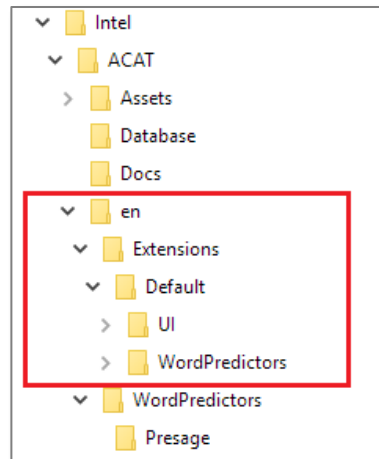 Intel
ACAT
Assets
Database
Docs
en
Extensions
Default
UI
WordPredictors
WordPredictors
Presage